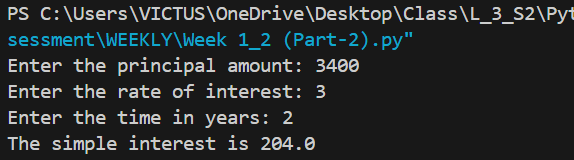 PS C:\Users\VICTUS\OneDrive\Desktop\Class\L_3_S2\Pyt
sessment\WEEKLY\Week 1_2 (Part-2).py"
Enter the principal amount: 3400
Enter the rate of interest: 3
Enter the time in years: 2
The simple interest is 204.0